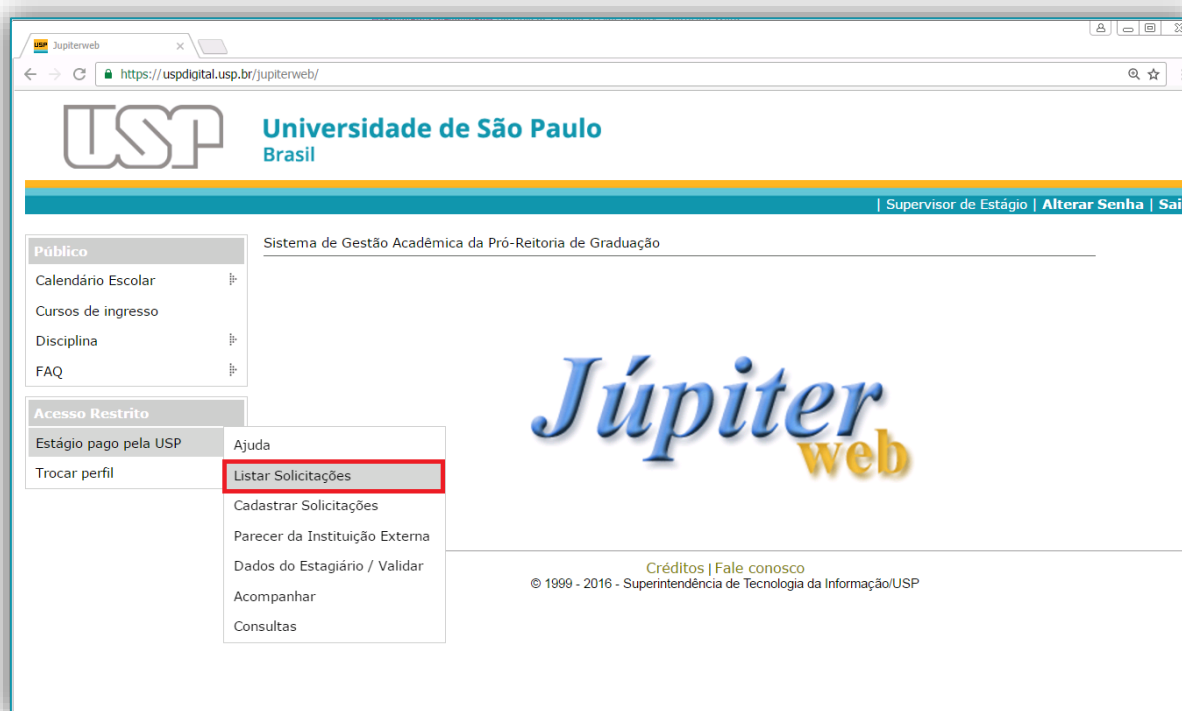 USP Jupiterweb
https://uspdigital.usp.br/jupiterweb/
USP
Universidade de São Paulo
Brasil
| Supervisor de Estágio | Alterar Senha | Sai
Público
Calendário Escolar
Cursos de ingresso
Disciplina
FAQ
Acesso Restrito
Estágio pago pela USP
Trocar perfil
Ajuda
Listar Solicitações
Cadastrar Solicitações
Parecer da Instituição Externa
Dados do Estagiário / Validar
Acompanhar
Consultas
Sistema de Gestão Acadêmica da Pró-Reitoria de Graduação
Júpiter
web
Créditos | Fale conosco
© 1999 - 2016 - Superintendência de Tecnologia da Informação/USP